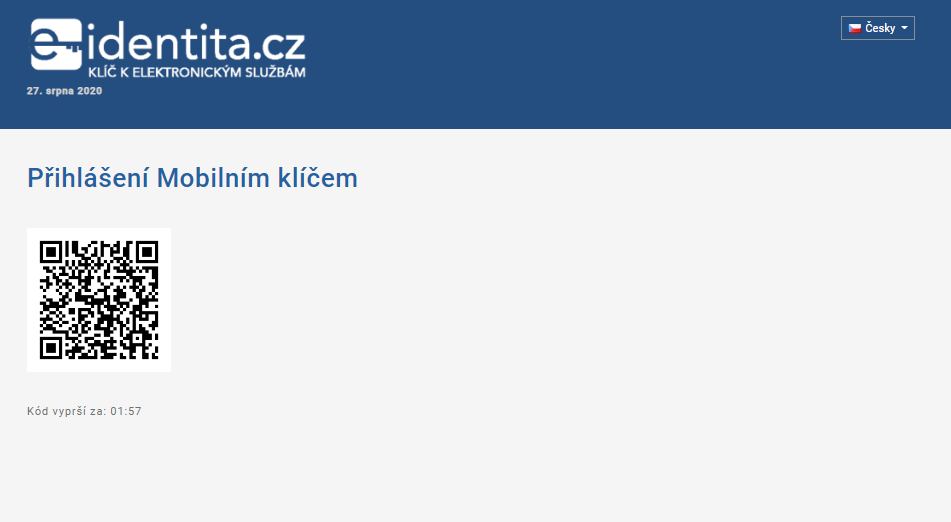 e-identita.cz
KLÍČ K ELEKTRONICKÝM SLUŽBÁM
27. srpna 2020
Česky
Přihlášení Mobilním klíčem
Kód vyprší za: 01:57